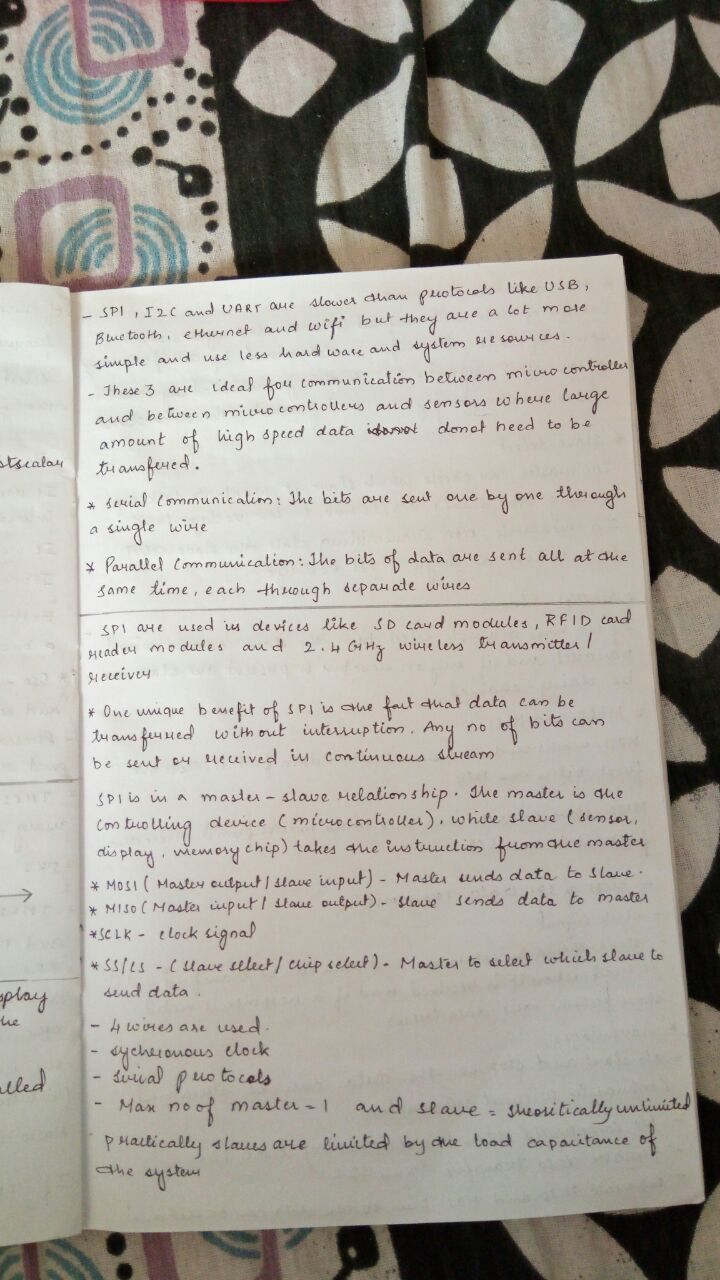 stscalar
splay
the
alled
- SPI, I2C and UART are slower than protocols like USB,
Bluetooth, ethernet and wifi but they are a lot more
simple and use less hardware and system resources.
- These 3 are ideal for communication between microcontroller
and between microcontrollers and sensors where large
amount of high speed data donot need to be
transfered.
* Serial Communication: The bits are sent one by one through
a single wire
* Parallel Communication: The bits of data are sent all at the
same time, each through separate wires
- SPI are used in devices like SD card modules, RFID card
reader modules and 2.4 GHz wireless transmitter /
receiver
* One unique benefit of SPI is the fact that data can be
transferred without interruption. Any no of bits can
be sent or received in continuous stream
SPI is in a master - slave relationship. The master is the
controlling device (microcontroller), while slave (sensor,
display, memory chip) takes the instruction from the master
* MOSI (Master output / slave input) - Master sends data to slave.
* MISO (Master input / slave output) - slave sends data to master
* SCLK - clock signal
* SS/CS - (slave select / chip select) - Master to select which slave to
send data.
- 4 wires are used.
- sycheronous clock
- serial protocols
- Max no of master = 1 and slave = theoritically unlimited
practically slaves are limited by the load capacitance of
the system